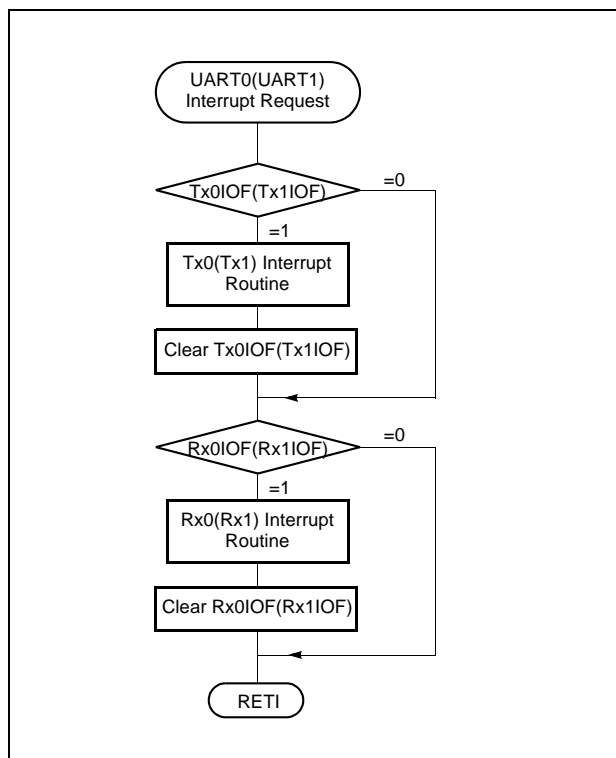 UART0(UART1)
Interrupt Request
Tx0IOF(Tx1IOF)
=0
=1
Tx0(Tx1) Interrupt
Routine
Clear Tx0IOF(Tx1IOF)
Rx0IOF(Rx1IOF)
=0
=1
Rx0(Rx1) Interrupt
Routine
Clear Rx0IOF(Rx1IOF)
RETI